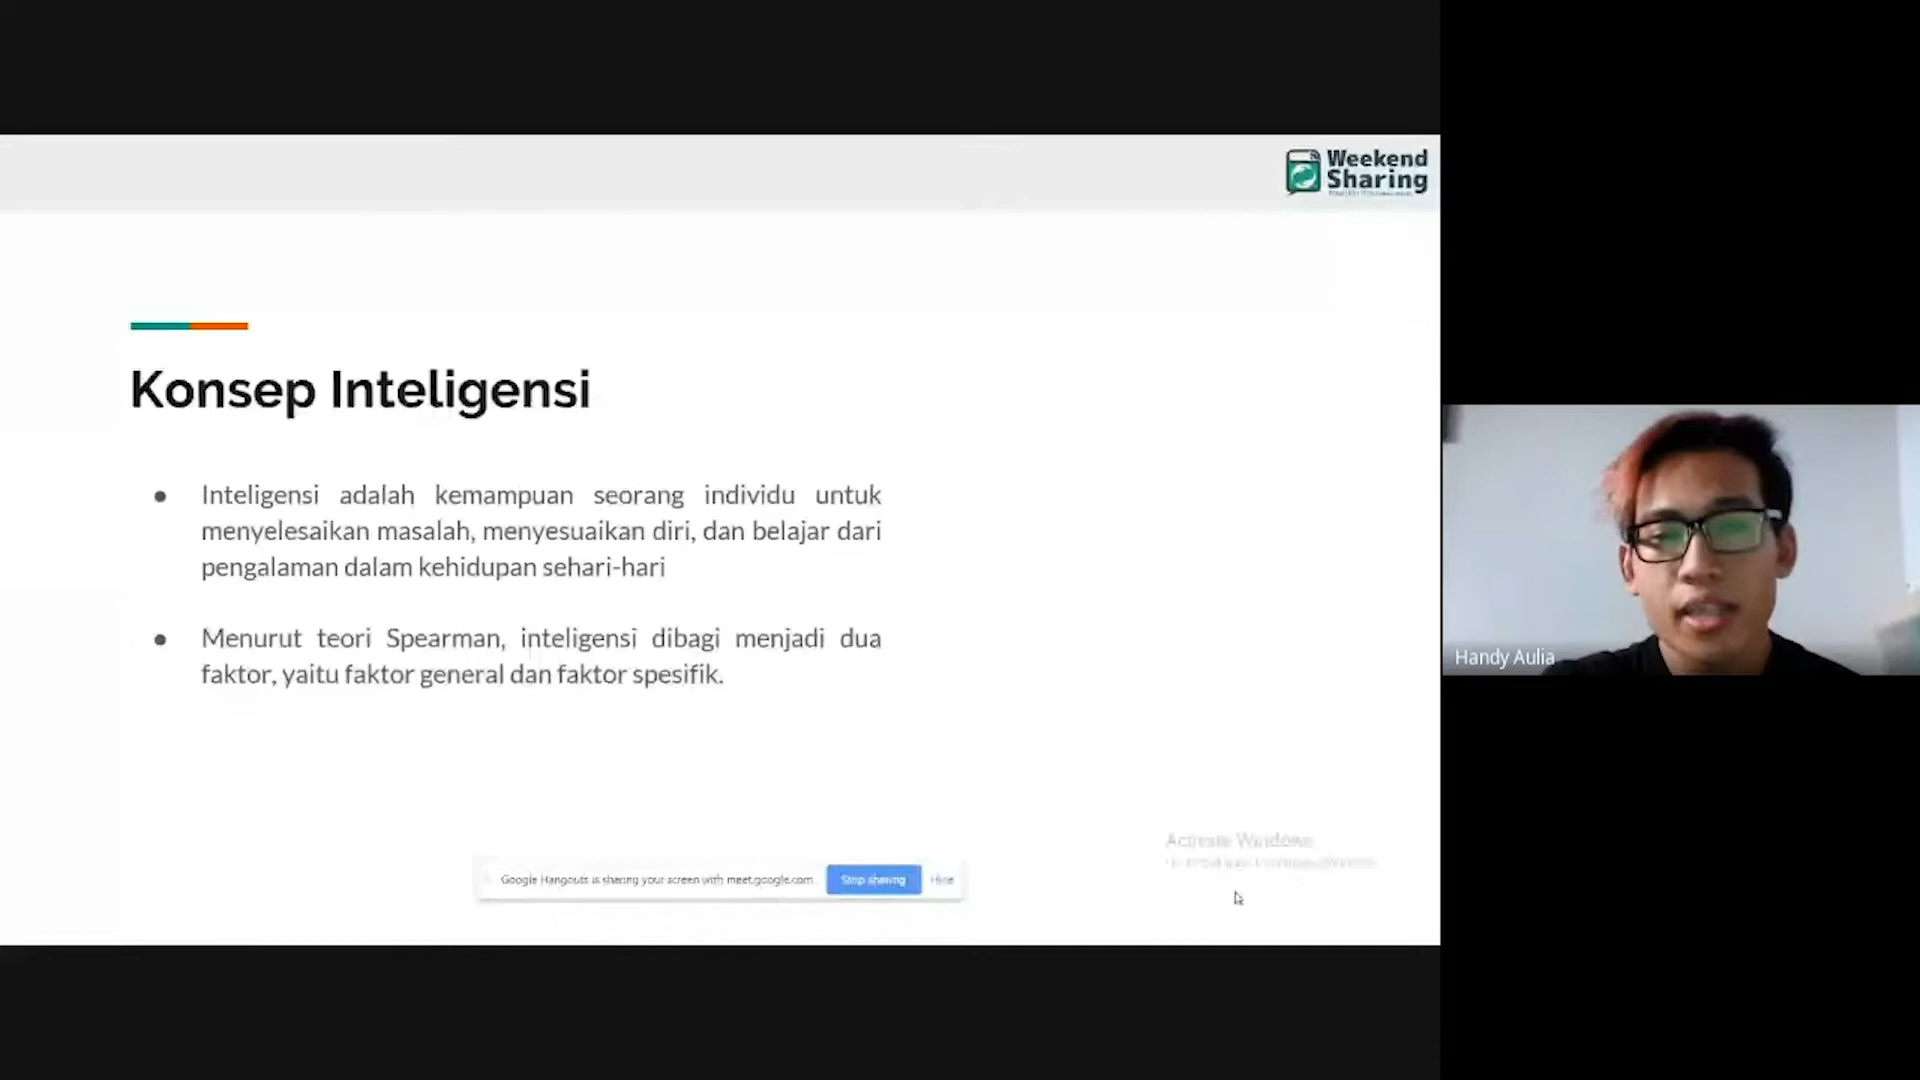 Weekend
Sharing
Konsep Inteligensi
● Inteligensi adalah kemampuan seorang individu untuk
menyelesaikan masalah, menyesuaikan diri, dan belajar dari
pengalaman dalam kehidupan sehari-hari
● Menurut teori Spearman, inteligensi dibagi menjadi dua
faktor, yaitu faktor general dan faktor spesifik.
Handy Aulia
Activate Windows
Google Hangouts is sharing your screen with meet.google.com
Stop sharing
Hide